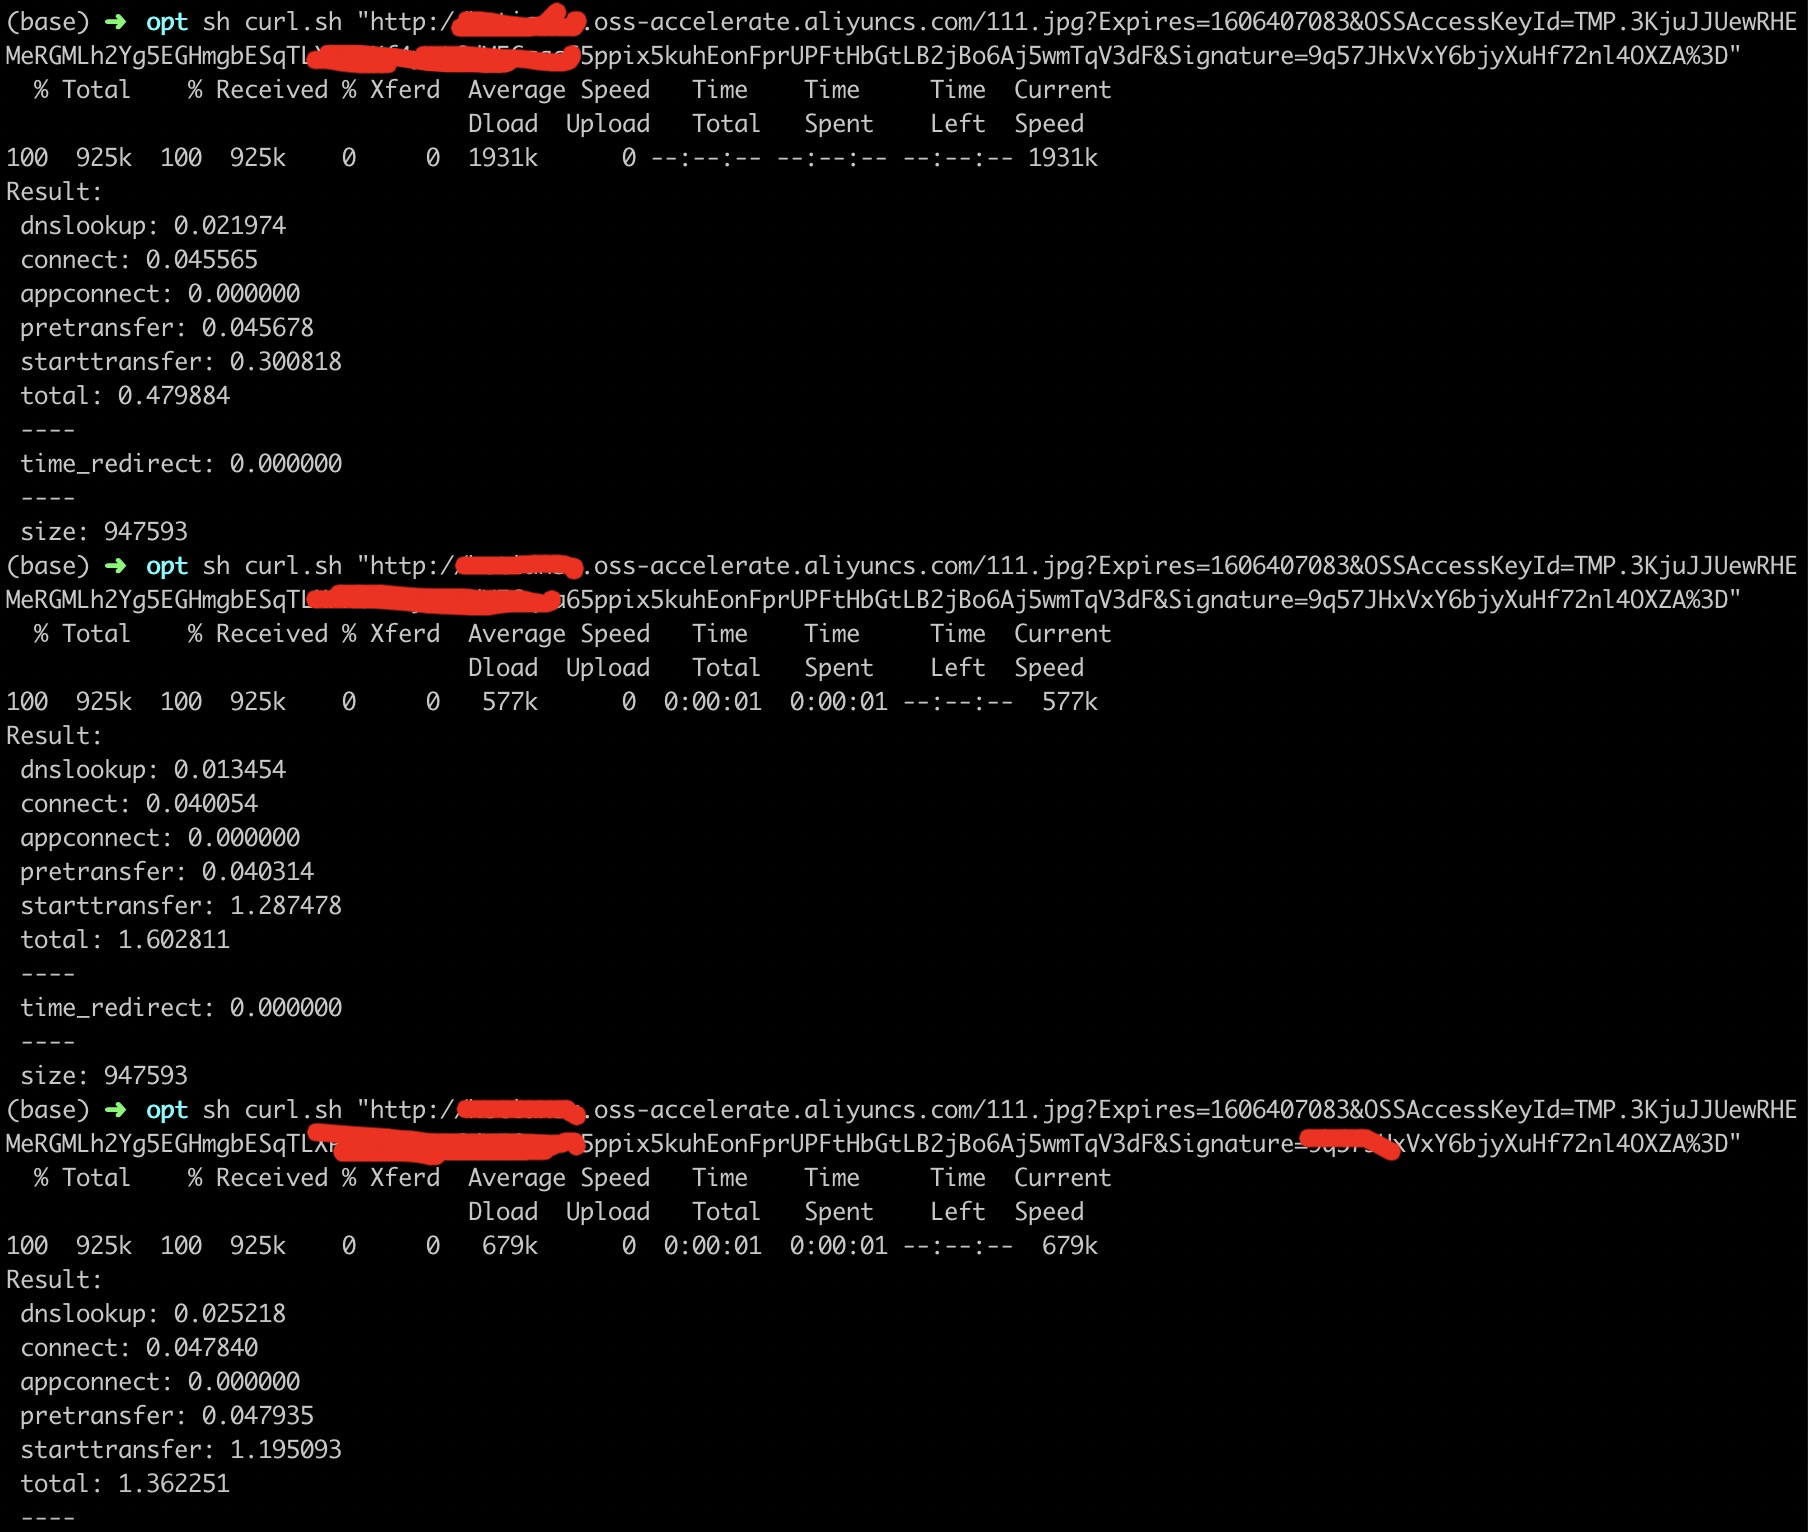 (base) ➜ opt sh curl.sh "http:/ .oss-accelerate.aliyuncs.com/111.jpg?Expires=1606407083&OSSAccessKeyId=TMP.3KjuJJUewRHE
MeRGMLh2Yg5EGHmgbESqTL 5ppix5kuhEonFprUPFtHbGtLB2jBo6Aj5wmTqV3dF&Signature=9q57JHxVxY6bjyXuHf72nl4OXZA%3D"
% Total % Received % Xferd Average Speed Time Time Time Current
Dload Upload Total Spent Left Speed
100 925k 100 925k 0 0 1931k 0 --:--:-- --:--:-- --:--:-- 1931k
Result:
dnslookup: 0.021974
connect: 0.045565
appconnect: 0.000000
pretransfer: 0.045678
starttransfer: 0.300818
total: 0.479884
----
time_redirect: 0.000000
----
size: 947593
(base) ➜ opt sh curl.sh "http:/ .oss-accelerate.aliyuncs.com/111.jpg?Expires=1606407083&OSSAccessKeyId=TMP.3KjuJJUewRHE
MeRGMLh2Yg5EGHmgbESqTL a65ppix5kuhEonFprUPFtHbGtLB2jBo6Aj5wmTqV3dF&Signature=9q57JHxVxY6bjyXuHf72nl4OXZA%3D"
% Total % Received % Xferd Average Speed Time Time Time Current
Dload Upload Total Spent Left Speed
100 925k 100 925k 0 0 577k 0 0:00:01 0:00:01 --:--:-- 577k
Result:
dnslookup: 0.013454
connect: 0.040054
appconnect: 0.000000
pretransfer: 0.040314
starttransfer: 1.287478
total: 1.602811
----
time_redirect: 0.000000
----
size: 947593
(base) ➜ opt sh curl.sh "http:/ .oss-accelerate.aliyuncs.com/111.jpg?Expires=1606407083&OSSAccessKeyId=TMP.3KjuJJUewRHE
MeRGMLh2Yg5EGHmgbESqTLX 5ppix5kuhEonFprUPFtHbGtLB2jBo6Aj5wmTqV3dF&Signature= xVxY6bjyXuHf72nl4OXZA%3D"
% Total % Received % Xferd Average Speed Time Time Time Current
Dload Upload Total Spent Left Speed
100 925k 100 925k 0 0 679k 0 0:00:01 0:00:01 --:--:-- 679k
Result:
dnslookup: 0.025218
connect: 0.047840
appconnect: 0.000000
pretransfer: 0.047935
starttransfer: 1.195093
total: 1.362251
----